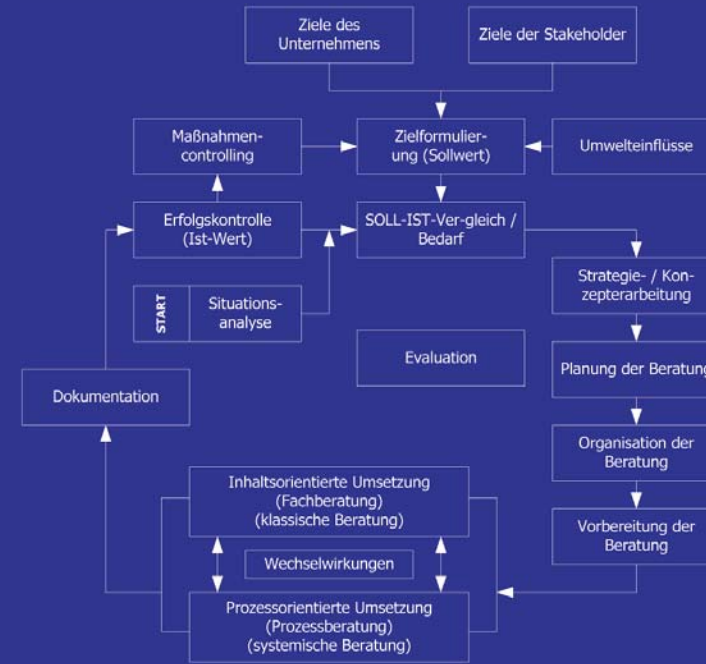 Ziele des
Unternehmens
Ziele der Stakeholder
Maßnahmen-
controlling
Zielformulier-
ung (Sollwert)
Umwelteinflüsse
Erfolgskontrolle
(Ist-Wert)
SOLL-IST-Ver-gleich /
Bedarf
Strategie- / Kon-
zepterarbeitung
START
Situations-
analyse
Evaluation
Planung der Beratung
Dokumentation
Organisation der
Beratung
Inhaltsorientierte Umsetzung
(Fachberatung)
(klassische Beratung)
Vorbereitung der
Beratung
Wechselwirkungen
Prozessorientierte Umsetzung
(Prozessberatung)
(systemische Beratung)